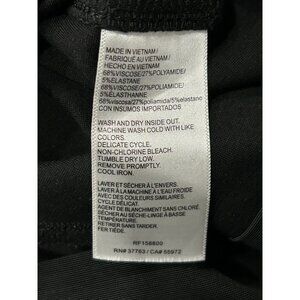 MADE IN VIETNAM/
FABRIQUÉ AU VIETNAM/
HECHO EN VIETNAM
68%VISCOSE/27%POLYAMIDE/
5%ELASTANE
68%VISCOSE/27%POLYAMIDE/
5%ELASTHANNE
68%viscosa/27%poliamida/5%elastano
CON INSUMOS IMPORTADOS
WASH AND DRY INSIDE OUT.
MACHINE WASH COLD WITH LIKE
COLORS.
DELICATE CYCLE.
NON-CHLORINE BLEACH.
TUMBLE DRY LOW.
REMOVE PROMPTLY.
COOL IRON.
LAVER ET SÉCHER À L'ENVERS.
LAVER À LA MACHINE À L'EAU FROIDE
AVEC DES COULEURS SIMILAIRES.
CYCLE DÉLICAT.
AGENT DE BLANCHIMENT SANS CHLORE.
SÉCHER AU SÈCHE-LINGE À BASSE
TEMPÉRATURE.
RETIRER SANS TARDER.
FER TIÈDE.
RF158800
RN# 37763 / CA# 55972